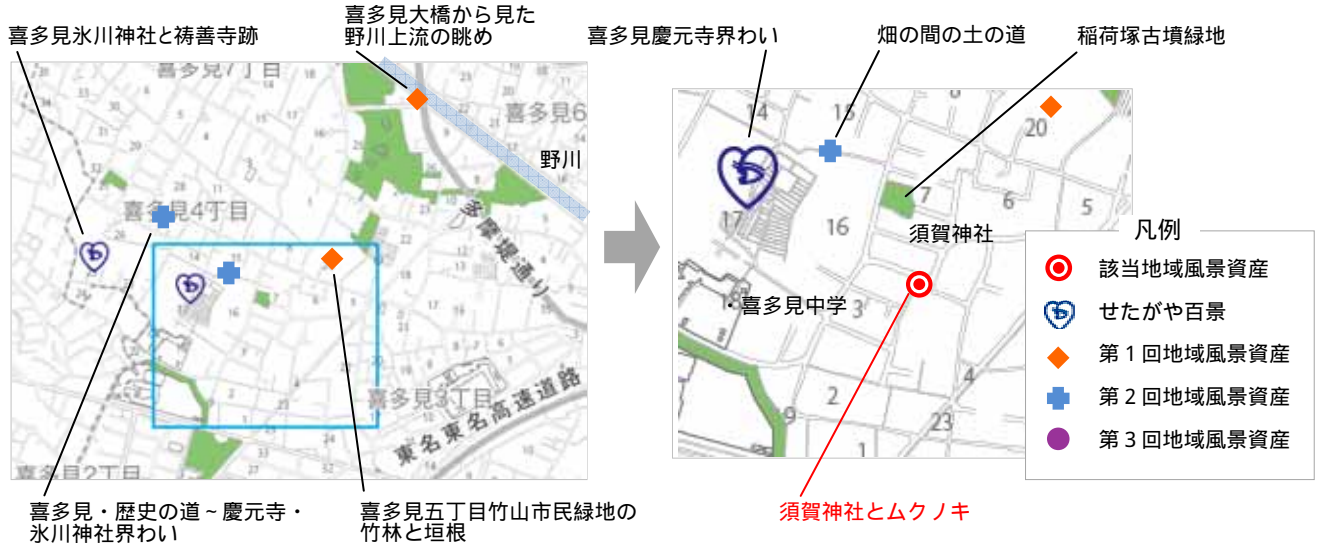 喜多見氷川神社と祷善寺跡
喜多見大橋から見た
野川上流の眺め
喜多見慶元寺界わい
畑の間の土の道
稲荷塚古墳緑地
喜多見7丁目
喜多見6
野川
喜多見4丁目
多摩堤通り
喜多見3丁目
東名東名高速道路
喜多見2丁目
喜多見・歴史の道~慶元寺・
氷川神社界わい
喜多見五丁目竹山市民緑地の
竹林と垣根
14
15
20
17
16
7
6
5
須賀神社
18
・喜多見中学
3
4
2
9
23
1
須賀神社とムクノキ
凡例
該当地域風景資産
せたがや百景
第1回地域風景資産
第2回地域風景資産
第3回地域風景資産